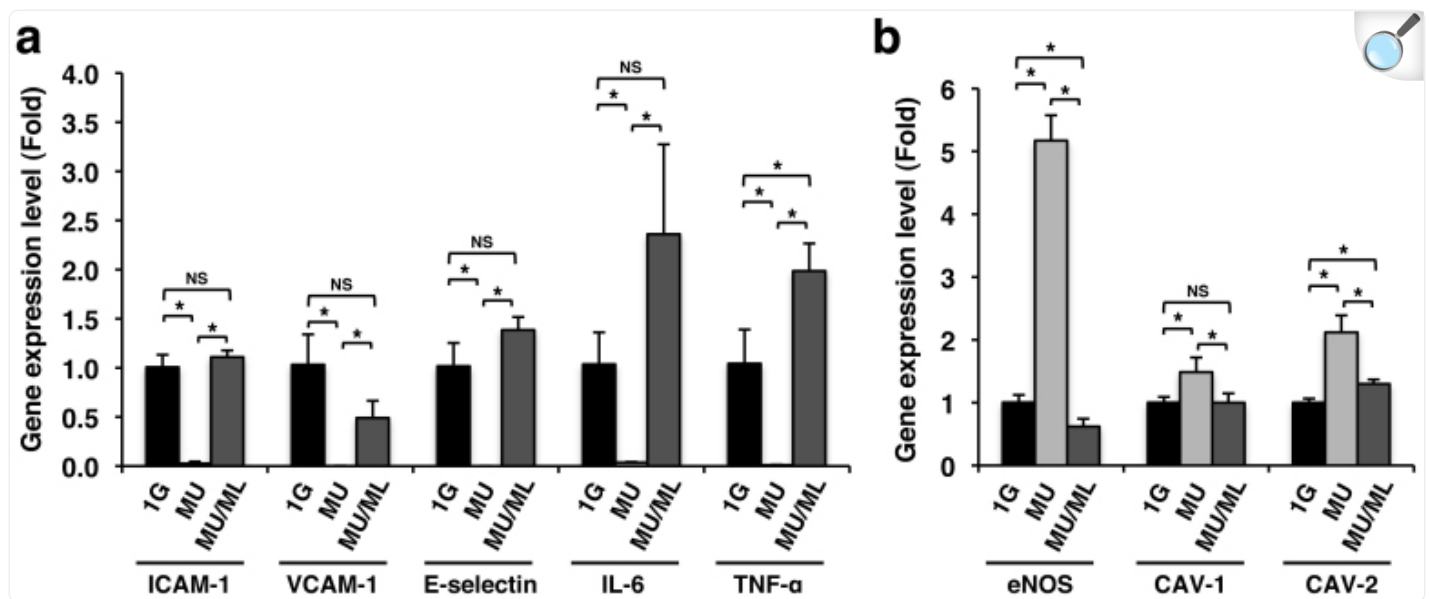 a
Gene expression level (Fold)
4.0
3.5
3.0
2.5
2.0
1.5
1.0
0.5
0.0
NS
*
*
NS
*
*
NS
*
*
NS
*
*
*
*
*
1G
MU
MU/ML
1G
MU
MU/ML
1G
MU
MU/ML
1G
MU
MU/ML
1G
MU
MU/ML
ICAM-1
VCAM-1
E-selectin
IL-6
TNF-α
b
Gene expression level (Fold)
6
5
4
3
2
1
0
*
*
*
NS
*
*
*
*
*
1G
MU
MU/ML
1G
MU
MU/ML
1G
MU
MU/ML
eNOS
CAV-1
CAV-2